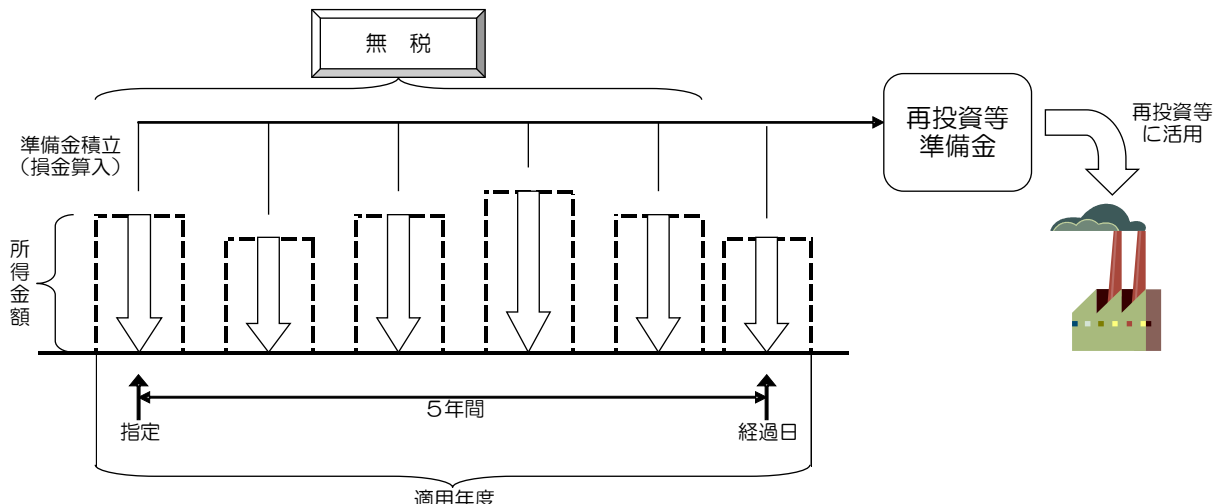 無 税
準備金積立
（損金算入）
再投資等
準備金
再投資等
に活用
所得金額
５年間
指定
経過日
適用年度